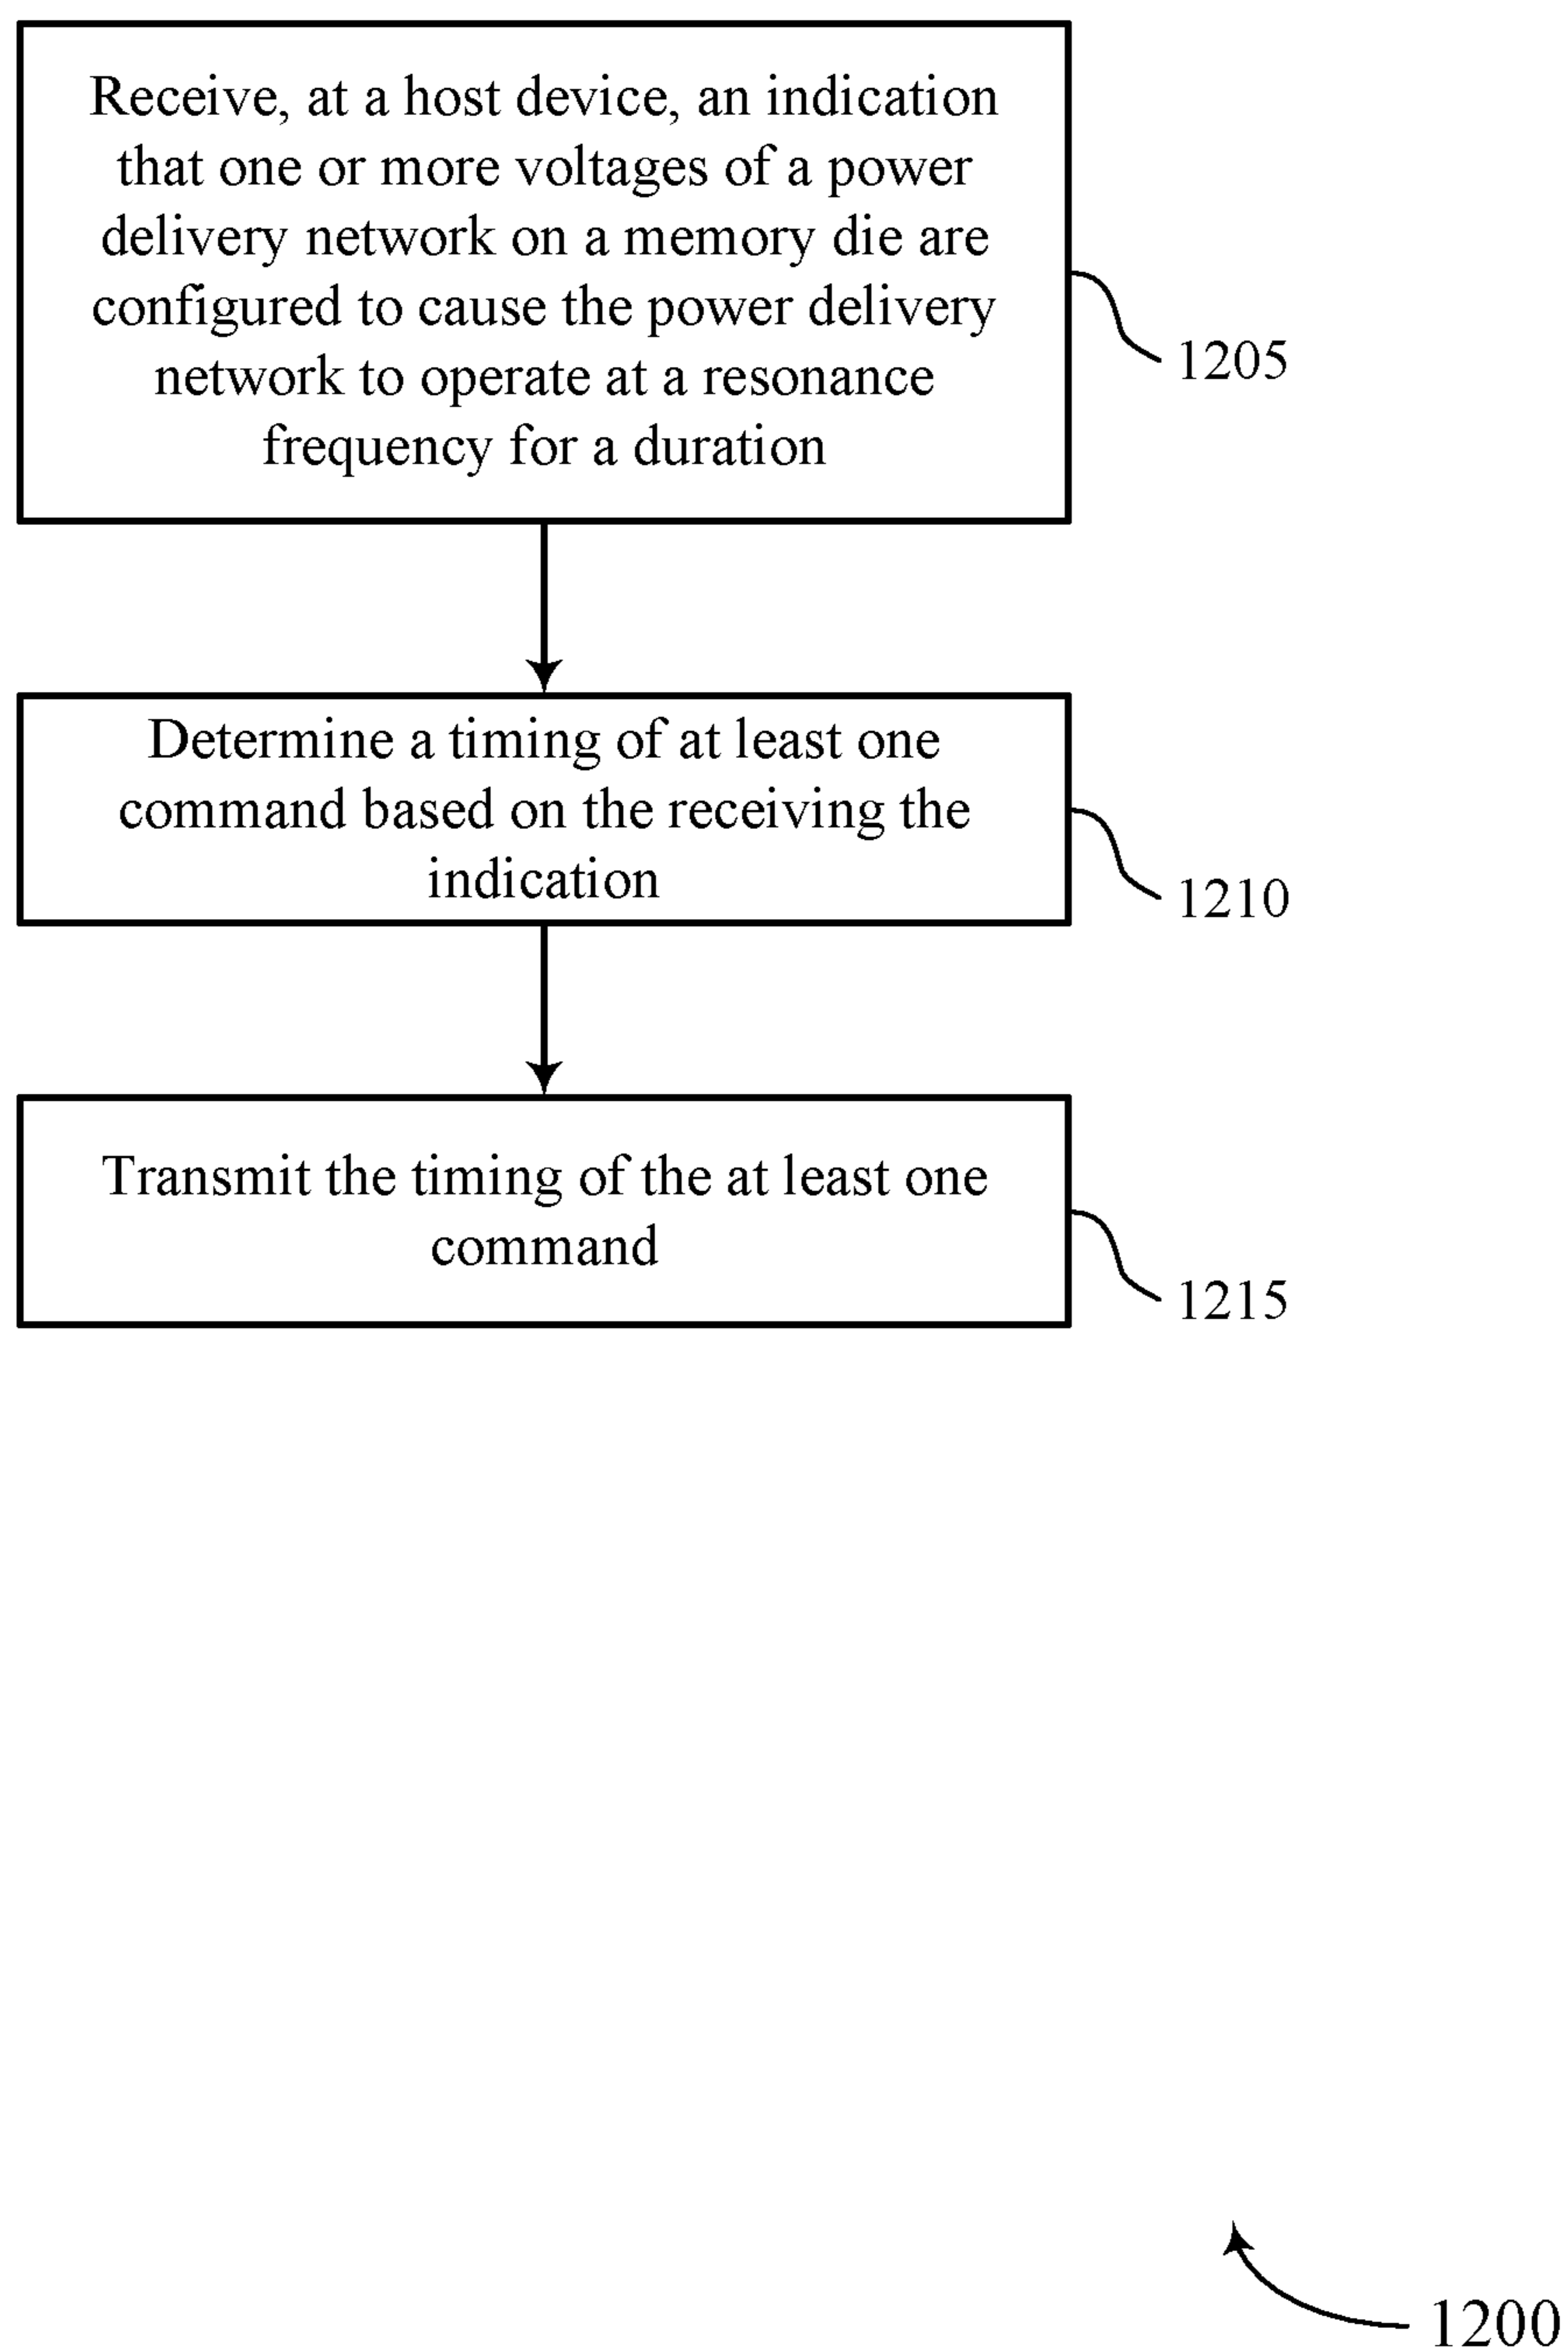 Receive, at a host device, an indication
that one or more voltages of a power
delivery network on a memory die are
configured to cause the power delivery
network to operate at a resonance
frequency for a duration
1205
Determine a timing of at least one
command based on the receiving the
indication
1210
Transmit the timing of the at least one
command
1215
1200